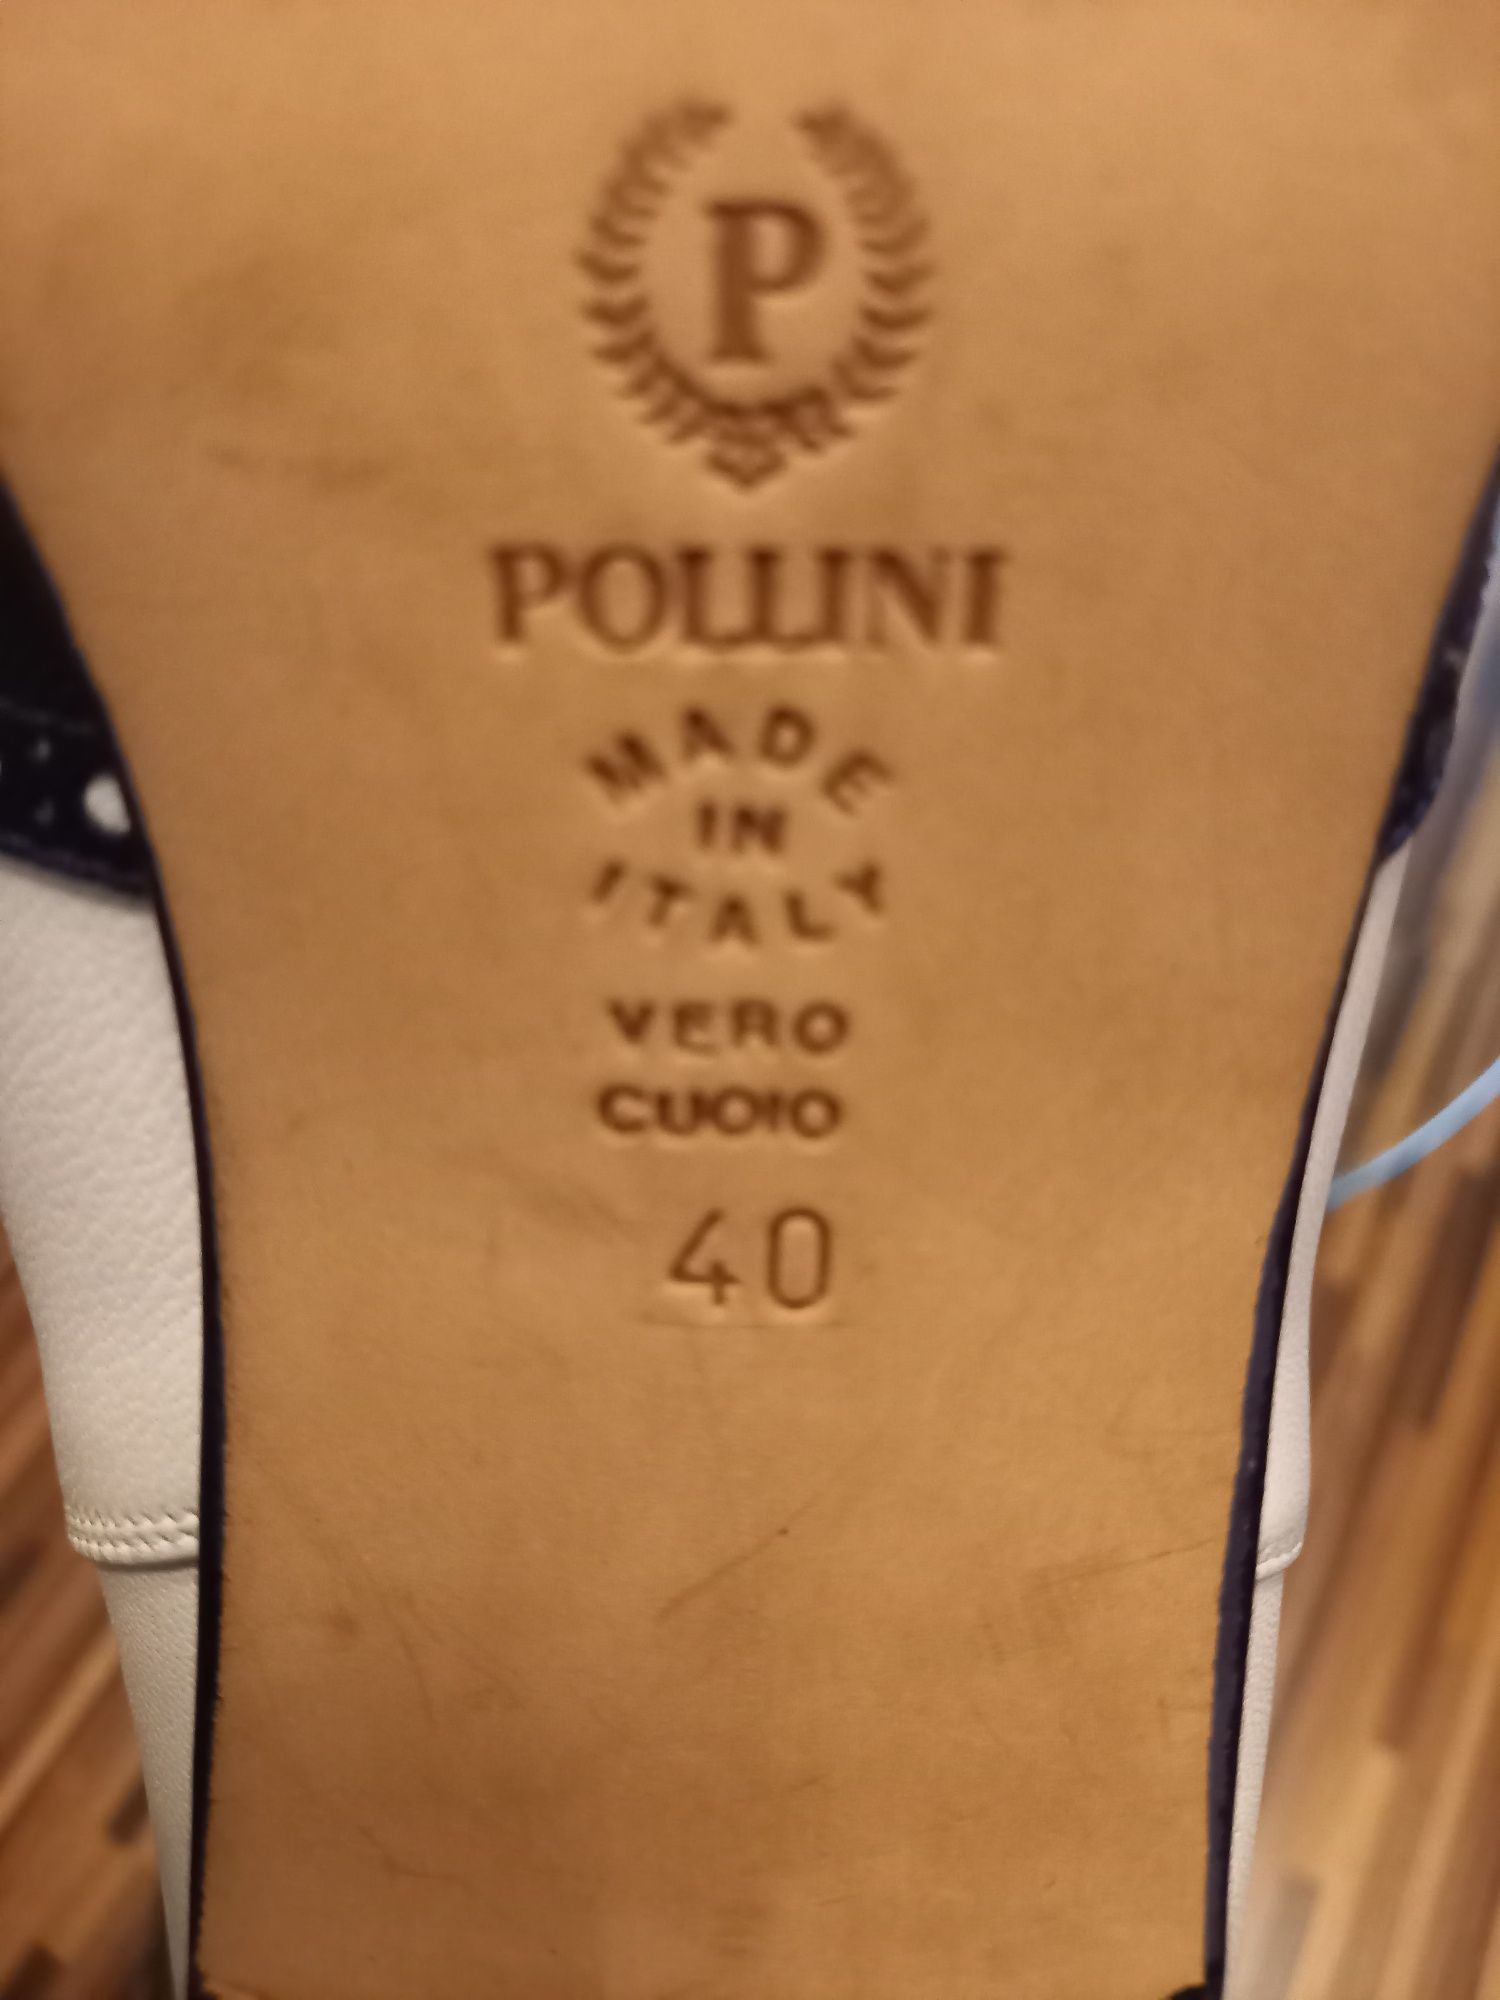 P
POLLINI
MADE
IN
ITALY
VERO
CUOIO
40